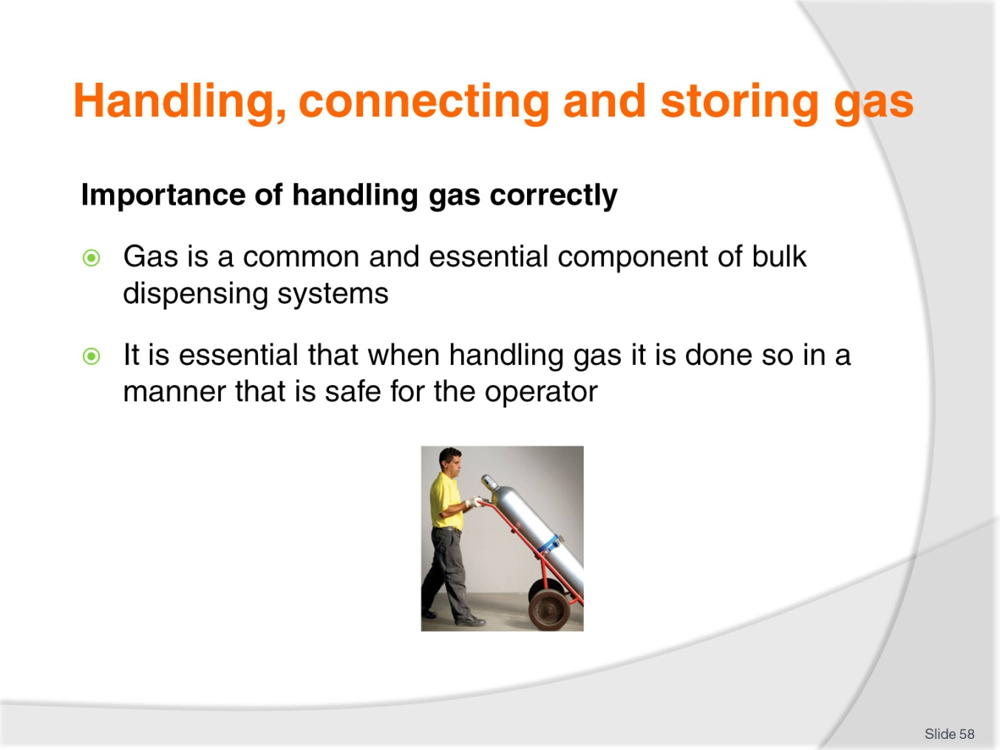 Handling, connecting and storing gas
Importance of handling gas correctly
Gas is a common and essential component of bulk
dispensing systems
It is essential that when handling gas it is done so in a
manner that is safe for the operator
Slide 58